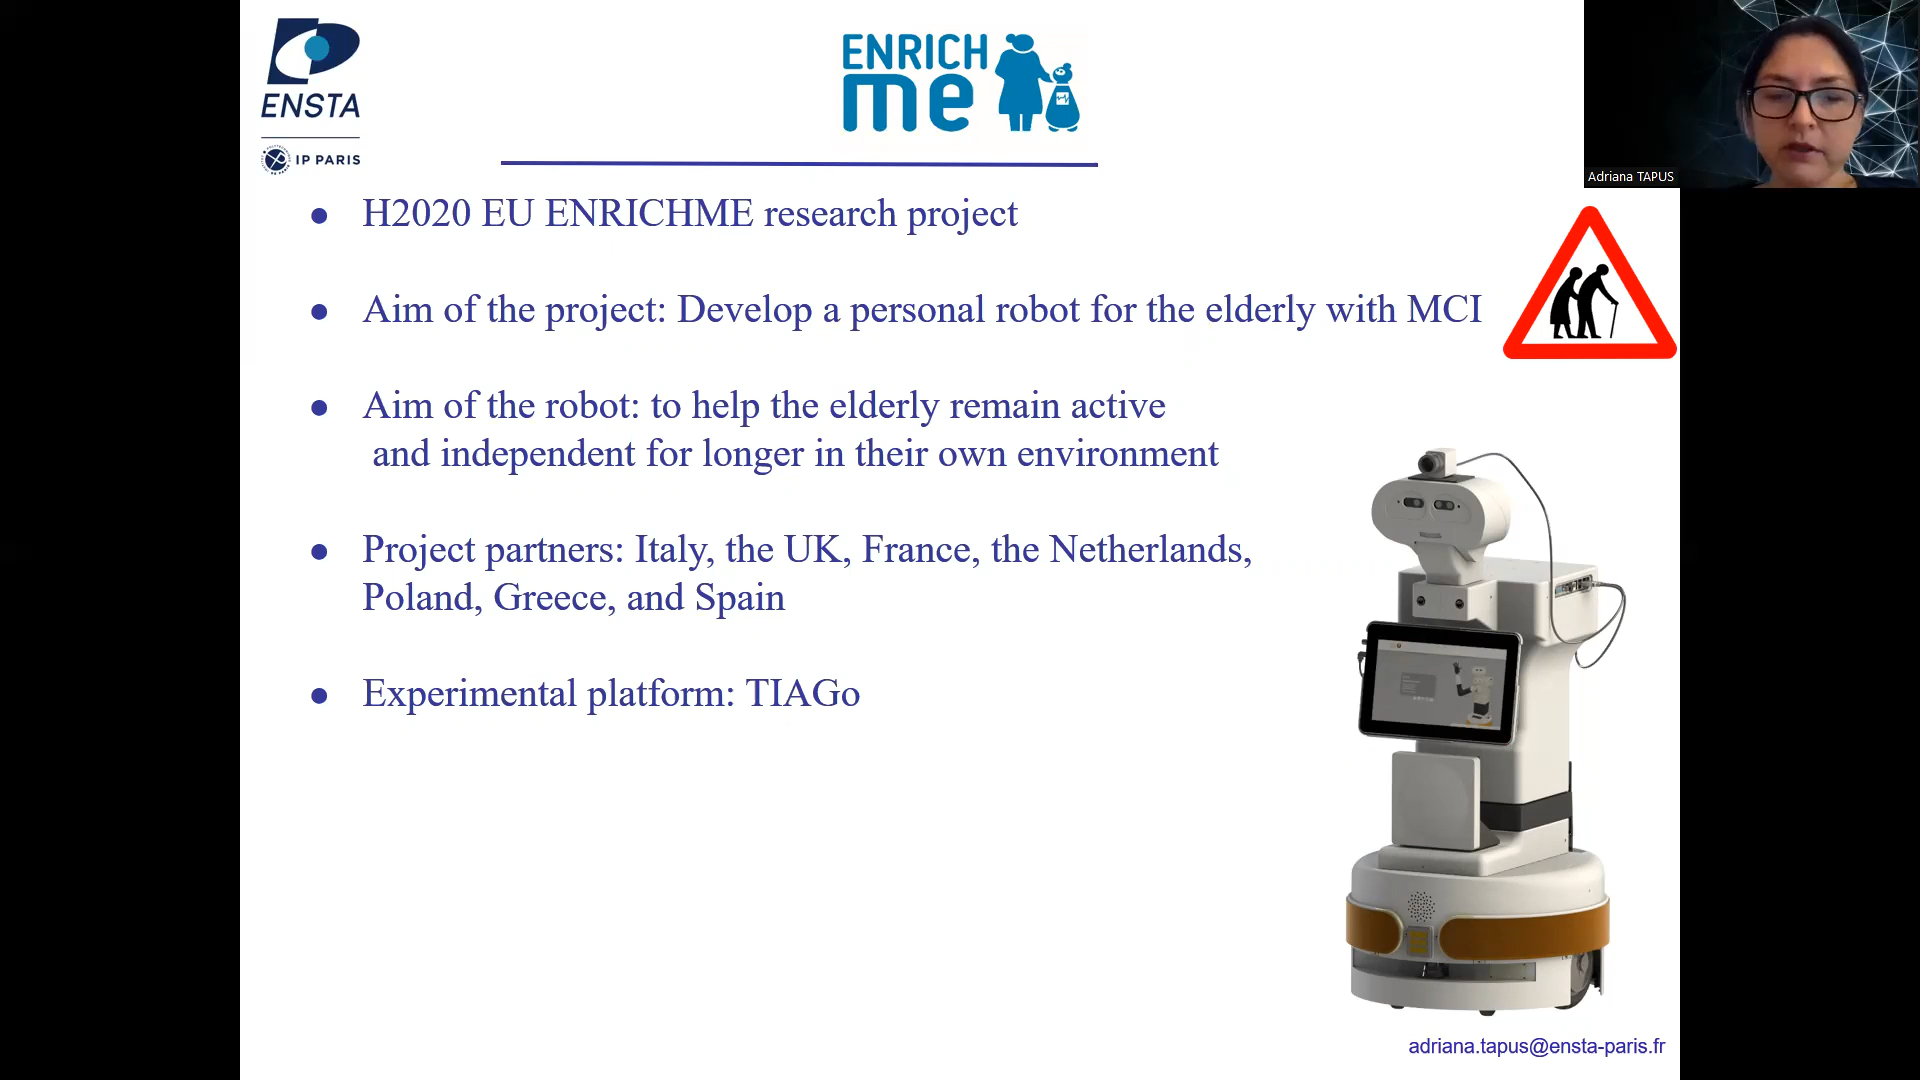 ENSTA
IP PARIS
ENRICH
me
Adriana TAPUS
● H2020 EU ENRICHME research project
● Aim of the project: Develop a personal robot for the elderly with MCI
● Aim of the robot: to help the elderly remain active
and independent for longer in their own environment
● Project partners: Italy, the UK, France, the Netherlands,
Poland, Greece, and Spain
● Experimental platform: TIAGo
adriana.tapus@ensta-paris.fr